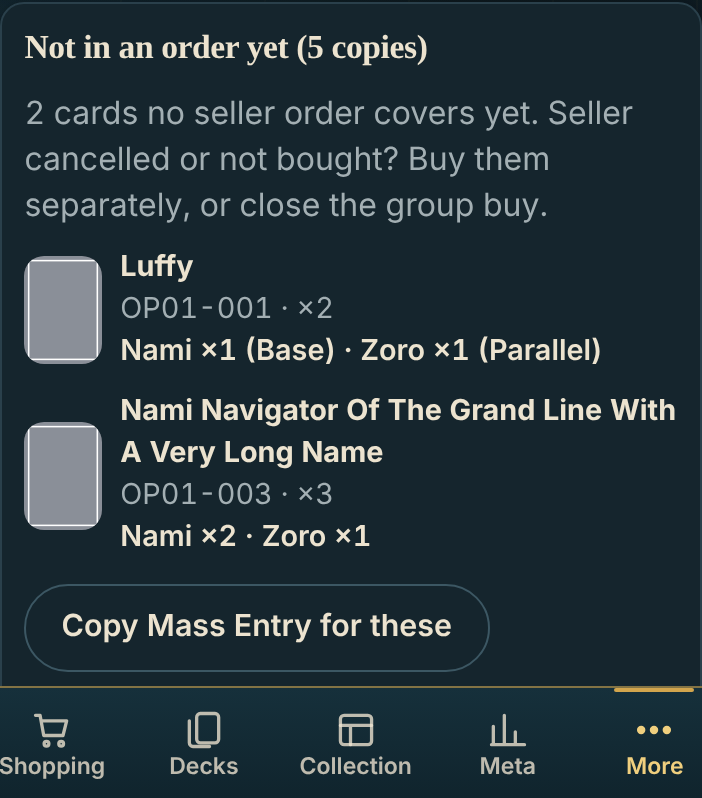 Not in an order yet (5 copies)
2 cards no seller order covers yet. Seller
cancelled or not bought? Buy them
separately, or close the group buy.
Luffy
OP01-001 · ×2
Nami ×1 (Base) · Zoro ×1 (Parallel)
Nami Navigator Of The Grand Line With
A Very Long Name
OP01-003 · ×3
Nami ×2 · Zoro ×1
Copy Mass Entry for these
Shopping
Decks
Collection
Meta
More